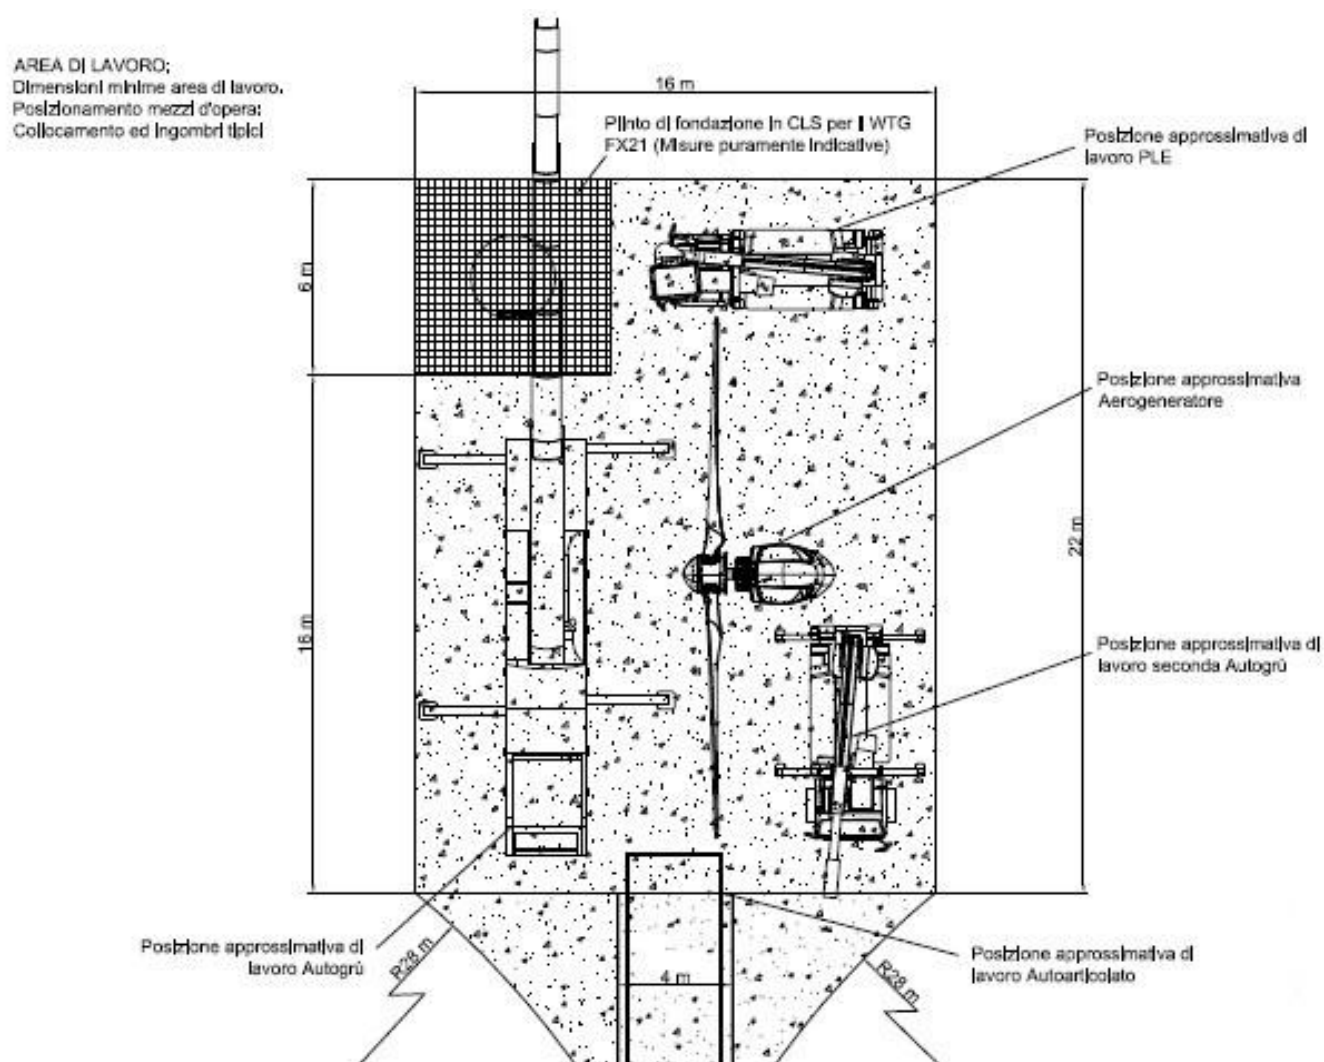 AREA DI LAVORO;
Dimensioni minime area di lavoro.
Posizionamento mezzi d'opera:
Collocamento ed ingombri tipici
16 m
Plinto di fondazione in CLS per il WTG
FX21 (Misure puramente indicative)
Posizione approssimativa di
lavoro PLE
6 m
Posizione approssimativa
Aerogeneratore
22 m
16 m
Posizione approssimativa di
lavoro seconda Autogrù
Posizione approssimativa di
lavoro Autogrù
R28 m
4 m
R28 m
Posizione approssimativa di
lavoro Autoarticolato